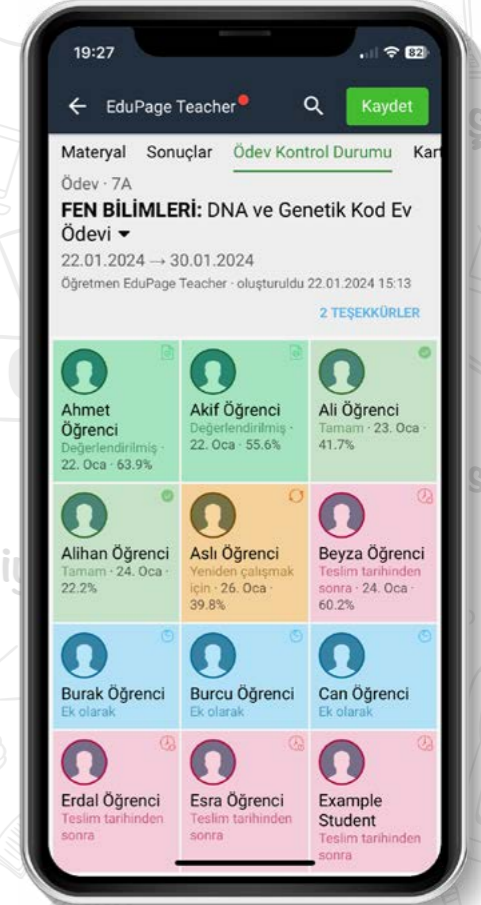 19:27
82
EduPage Teacher
Kaydet
Materyal Sonuçlar Ödev Kontrol Durumu Kar
Ödev · 7A
FEN BİLİMLERİ: DNA ve Genetik Kod Ev
Ödevi
22.01.2024 → 30.01.2024
Öğretmen EduPage Teacher · oluşturuldu 22.01.2024 15:13
2 TEŞEKKÜRLER
Ahmet
Öğrenci
Değerlendirilmiş ·
22. Oca · 63.9%
Akif Öğrenci
Değerlendirilmiş ·
22. Oca · 55.6%
Ali Öğrenci
Tamam · 23. Oca ·
41.7%
Alihan Öğrenci
Tamam · 24. Oca ·
22.2%
Aslı Öğrenci
Yeniden çalışmak
için · 26. Oca ·
39.8%
Beyza Öğrenci
Teslim tarihinden
sonra · 24. Oca ·
60.2%
Burak Öğrenci
Ek olarak
Burcu Öğrenci
Ek olarak
Can Öğrenci
Ek olarak
Erdal Öğrenci
Teslim tarihinden
sonra
Esra Öğrenci
Teslim tarihinden
sonra
Example
Student
Teslim tarihinden
sonra